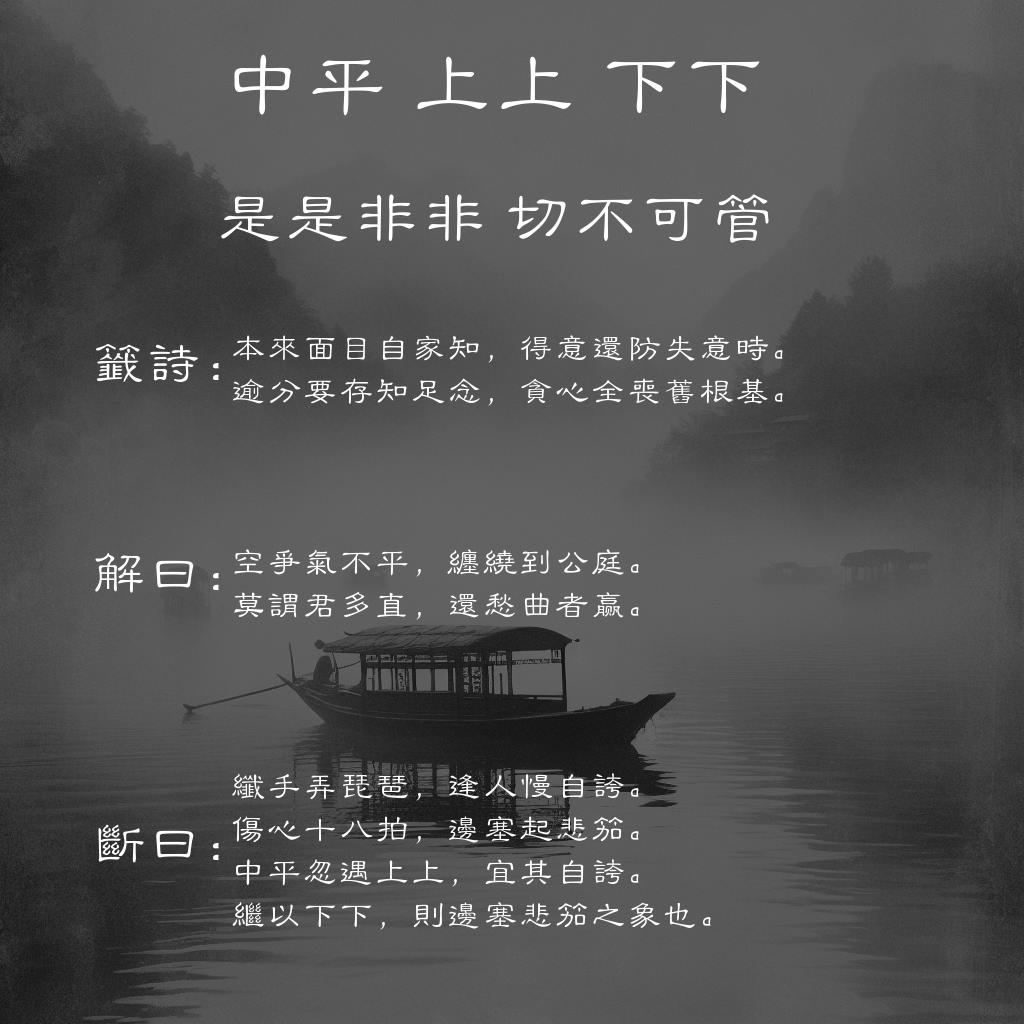 中平 上上 下下
是是非非 切不可管
籤詩：
本來面目自家知，得意還防失意時。
逾分要存知足念，貪心全喪舊根基。
解曰：
空爭氣不平，纏繞到公庭。
莫謂君多直，還愁曲者贏。
斷曰：
纖手弄琵琶，逢人慢自誇。
傷心十八拍，邊塞起悲笳。
中平忽遇上上，宜其自誇。
繼以下下，則邊塞悲笳之象也。